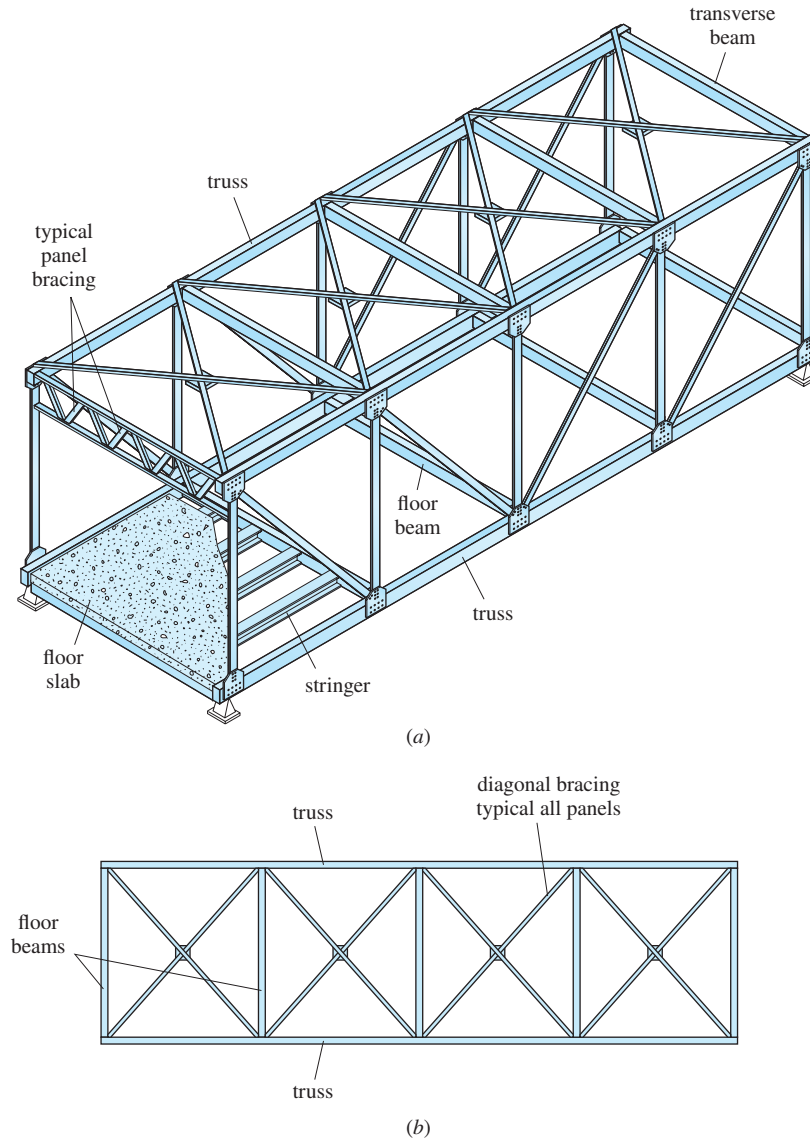 transverse
beam
truss
typical
panel
bracing
floor
beam
truss
floor
slab
stringer
(a)
diagonal bracing
typical all panels
truss
floor
beams
truss
(b)